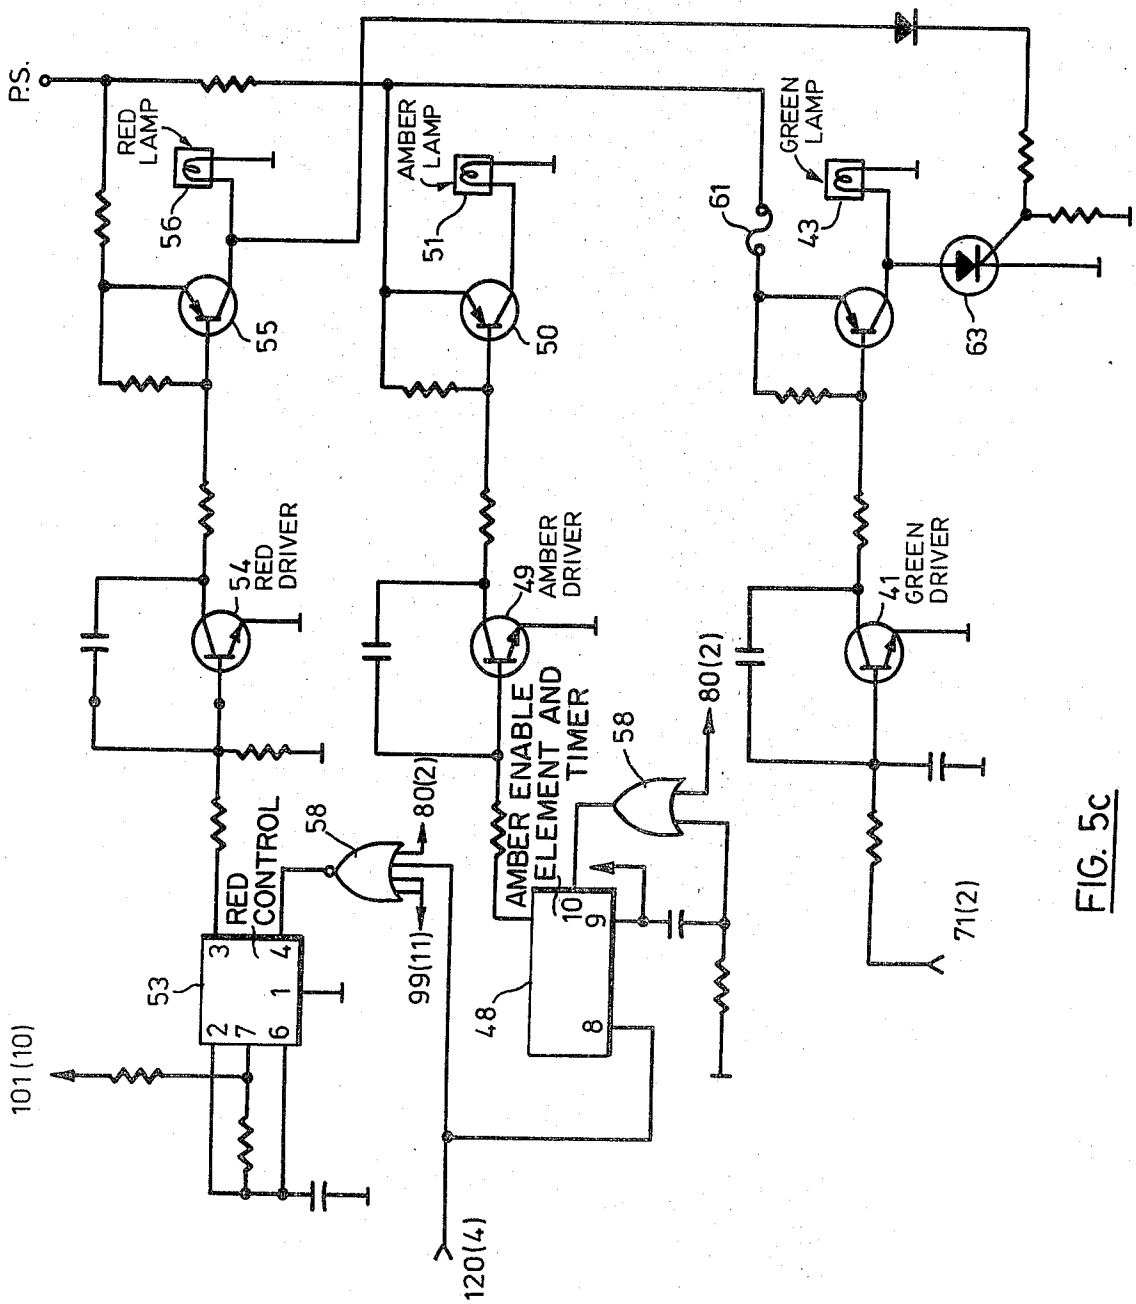 P.S.
RED
LAMP
56
55
54
RED
DRIVER
RED
CONTROL
53
3
4
2
7
6
1
101(10)
58
80(2)
99(11)
120(4)
AMBER
LAMP
51
50
49
AMBER
DRIVER
AMBER ENABLE
ELEMENT AND
TIMER
48
10
9
8
58
80(2)
61
GREEN
LAMP
43
63
41
GREEN
DRIVER
71(2)
FIG. 5c